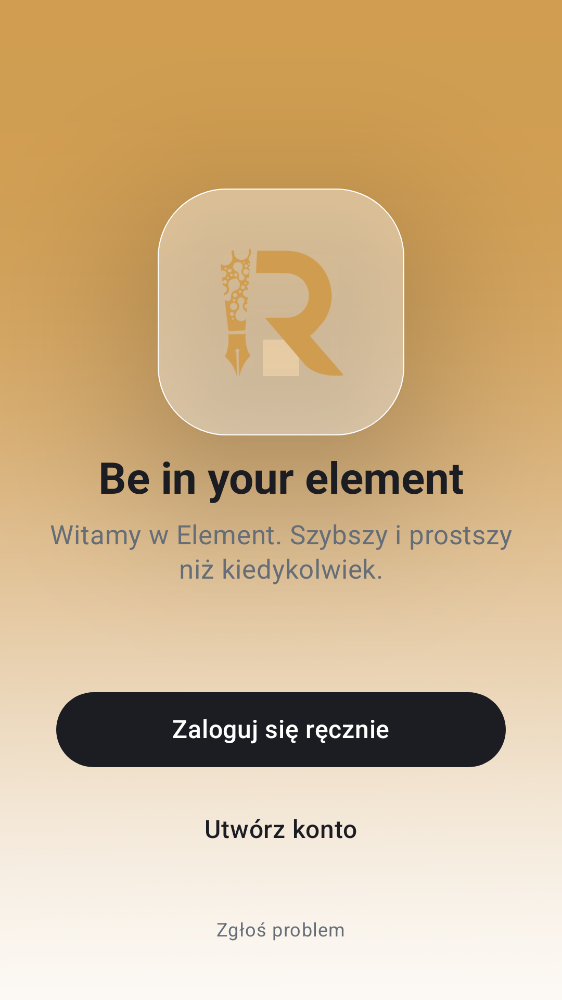 R
Be in your element
Witamy w Element. Szybszy i prostszy
niż kiedykolwiek.
Zaloguj się ręcznie
Utwórz konto
Zgłoś problem